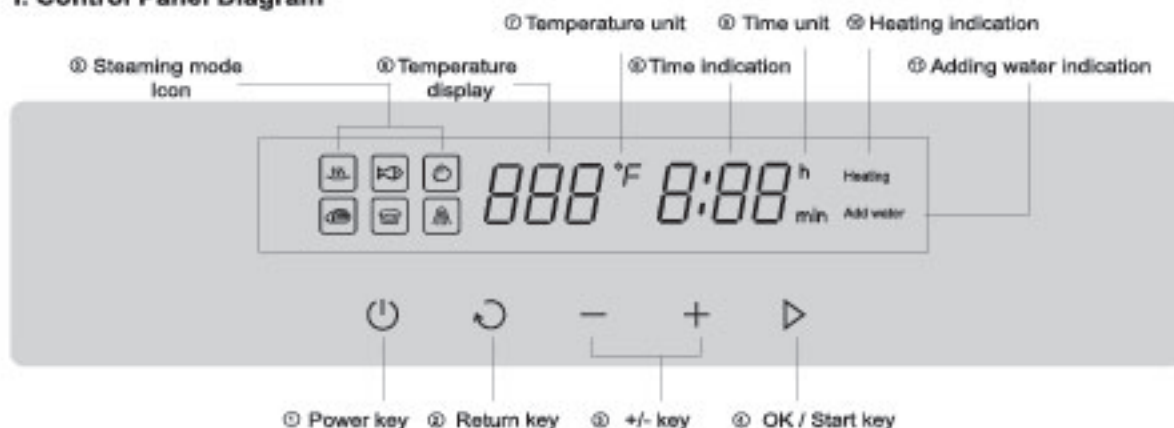 1. Control Panel Diagram
⑦ Temperature unit ⑨ Time unit ⑩ Heating indication
⑤ Steaming mode Icon
⑥ Temperature display
⑧ Time indication
⑪ Adding water indication
888 °F 8:88 h min
Heating
Add water
① Power key ② Return key ③ +/- key ④ OK / Start key